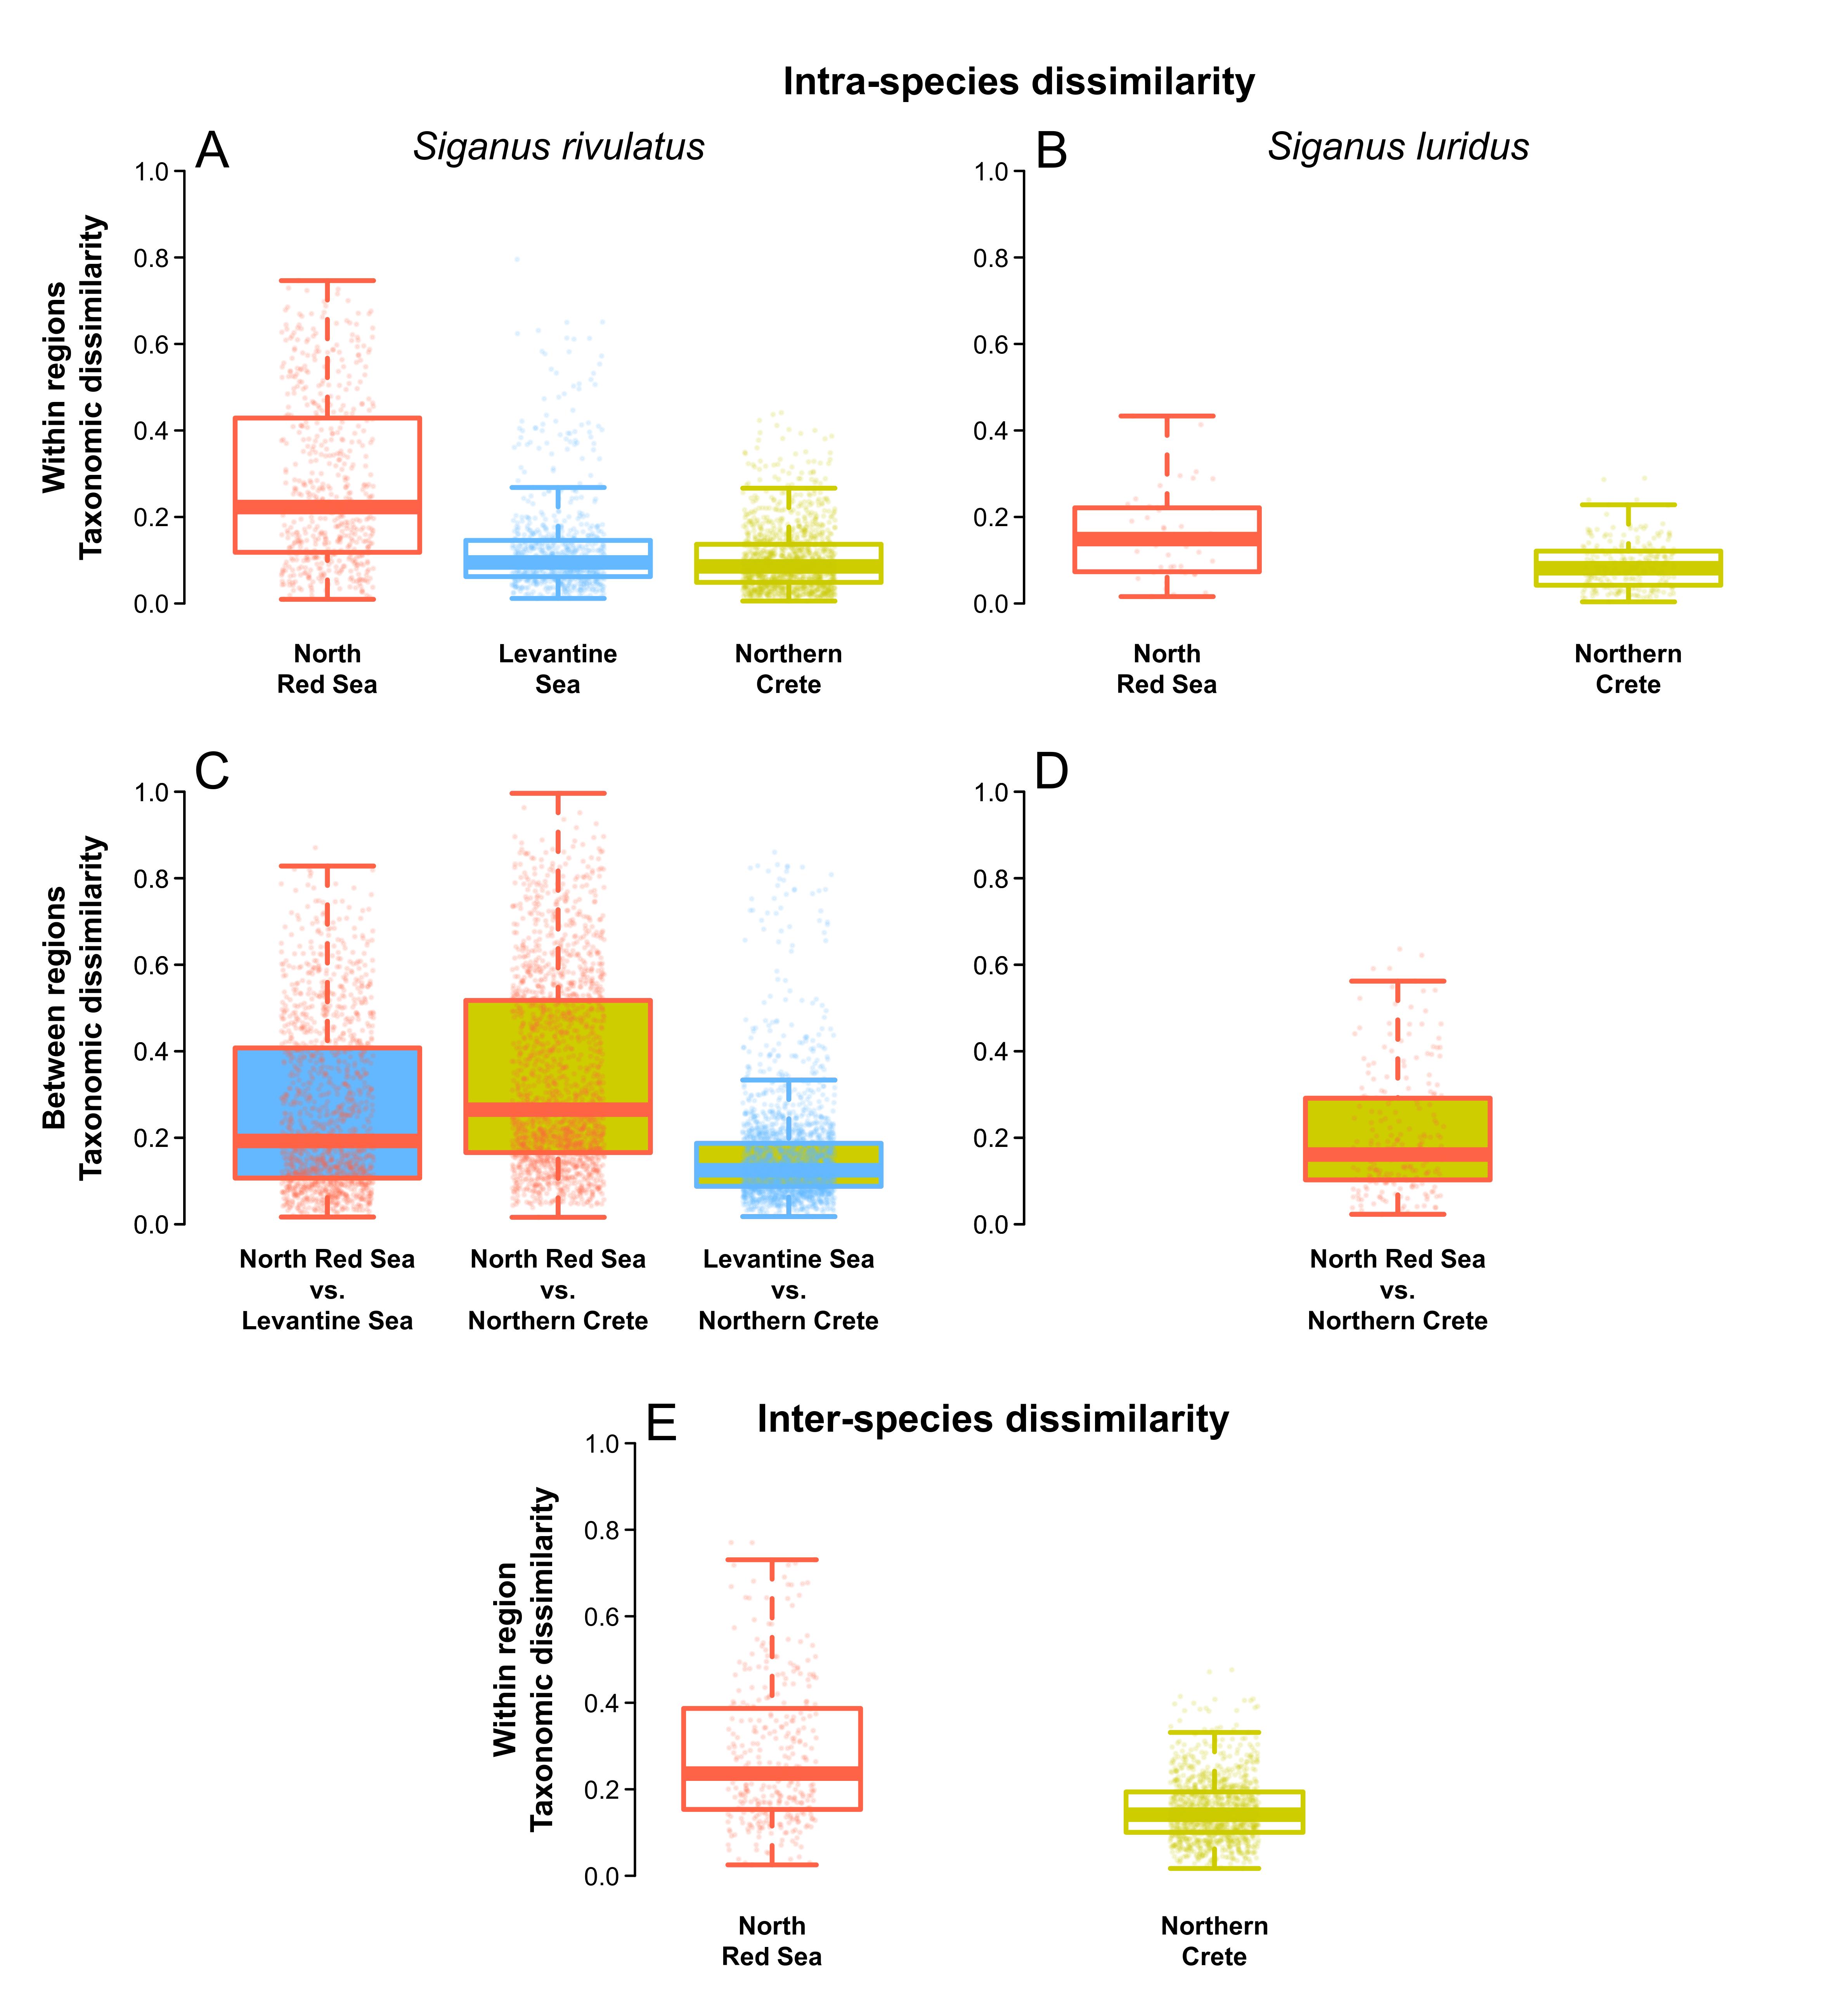 Intra-species dissimilarity
A
Siganus rivulatus
B
Siganus luridus
Within regions
Taxonomic dissimilarity
1.0
0.8
0.6
0.4
0.2
0.0
North
Red Sea
Levantine
Sea
Northern
Crete
1.0
0.8
0.6
0.4
0.2
0.0
North
Red Sea
Northern
Crete
C
D
Between regions
Taxonomic dissimilarity
1.0
0.8
0.6
0.4
0.2
0.0
North Red Sea
vs.
Levantine Sea
North Red Sea
vs.
Northern Crete
Levantine Sea
vs.
Northern Crete
1.0
0.8
0.6
0.4
0.2
0.0
North Red Sea
vs.
Northern Crete
E
Inter-species dissimilarity
Within region
Taxonomic dissimilarity
1.0
0.8
0.6
0.4
0.2
0.0
North
Red Sea
Northern
Crete